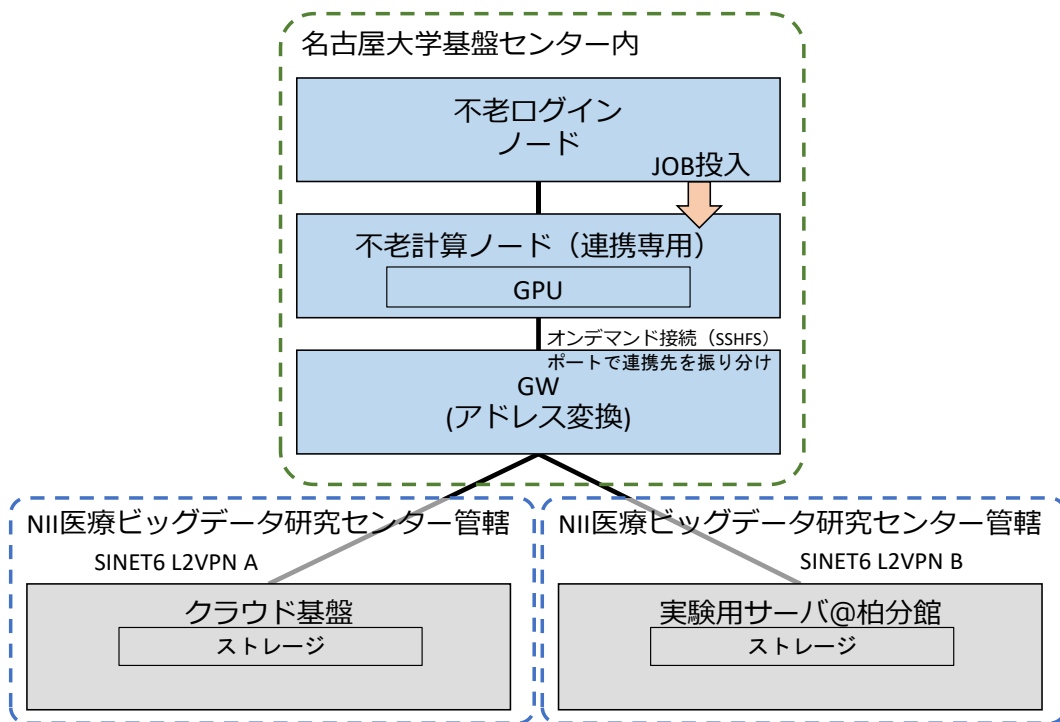 名古屋大学基盤センター内
不老ログイン
ノード
JOB投入
不老計算ノード（連携専用）
GPU
オンデマンド接続（SSHFS）
ポートで連携先を振り分け
GW
(アドレス変換)
NII医療ビッグデータ研究センター管轄
SINET6 L2VPN A
クラウド基盤
ストレージ
NII医療ビッグデータ研究センター管轄
SINET6 L2VPN B
実験用サーバ@柏分館
ストレージ